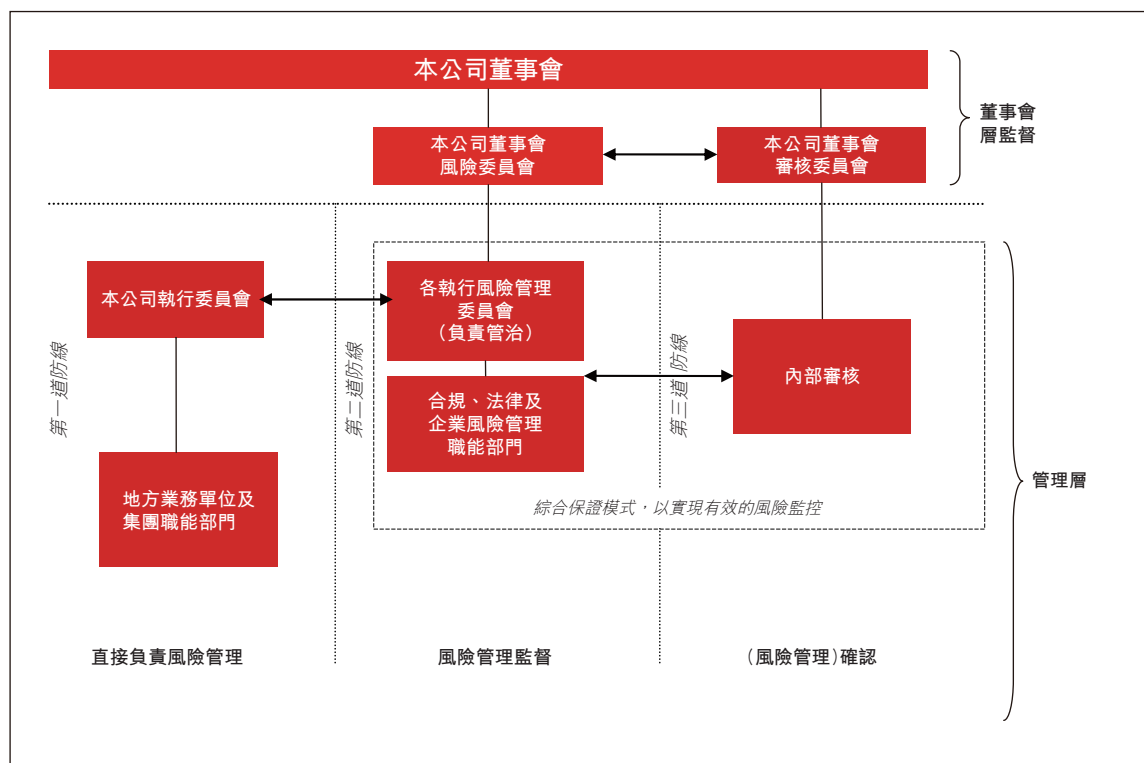 本公司董事會
董事會
層監督
本公司董事會
風險委員會
本公司董事會
審核委員會
第一道防線
本公司執行委員會
地方業務單位及
集團職能部門
直接負責風險管理
第二道防線
各執行風險管理
委員會
（負責管治）
合規、法律及
企業風險管理
職能部門
風險管理監督
第三道防線
內部審核
(風險管理)確認
綜合保證模式，以實現有效的風險監控
管理層